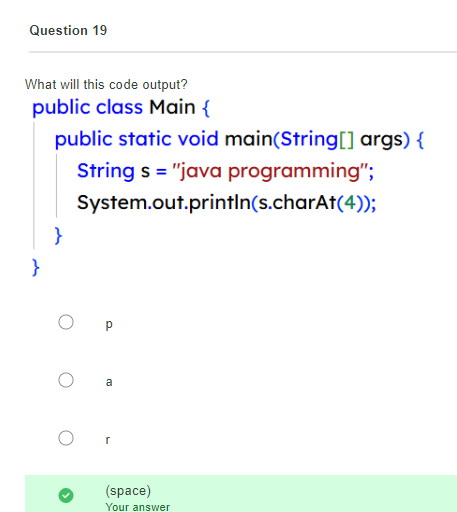 Question 19
What will this code output?
public class Main {
public static void main(String[] args) {
String s = "java programming";
System.out.println(s.charAt(4));
}
}
p
a
r
(space)
Your answer